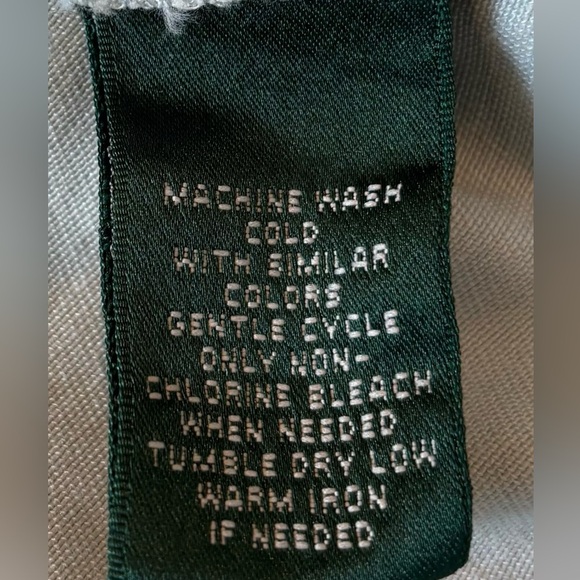 MACHINE WASH
COLD
WITH SIMILAR
COLORS
GENTLE CYCLE
ONLY NON-
CHLORINE BLEACH
WHEN NEEDED
TUMBLE DRY LOW
WARM IRON
IF NEEDED